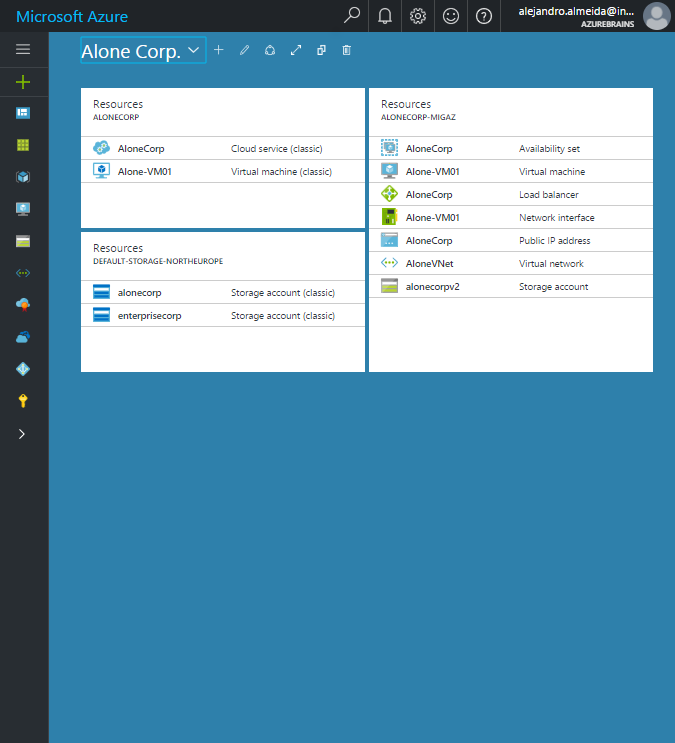 Microsoft Azure
alejandro.almeida@in...
AZUREBRAINS
Alone Corp.
Resources
ALONECORP
AloneCorp Cloud service (classic)
Alone-VM01 Virtual machine (classic)
Resources
DEFAULT-STORAGE-NORTHEUROPE
alonecorp Storage account (classic)
enterprisecorp Storage account (classic)
Resources
ALONECORP-MIGAZ
AloneCorp Availability set
Alone-VM01 Virtual machine
AloneCorp Load balancer
Alone-VM01 Network interface
AloneCorp Public IP address
AloneVNet Virtual network
alonecorpv2 Storage account